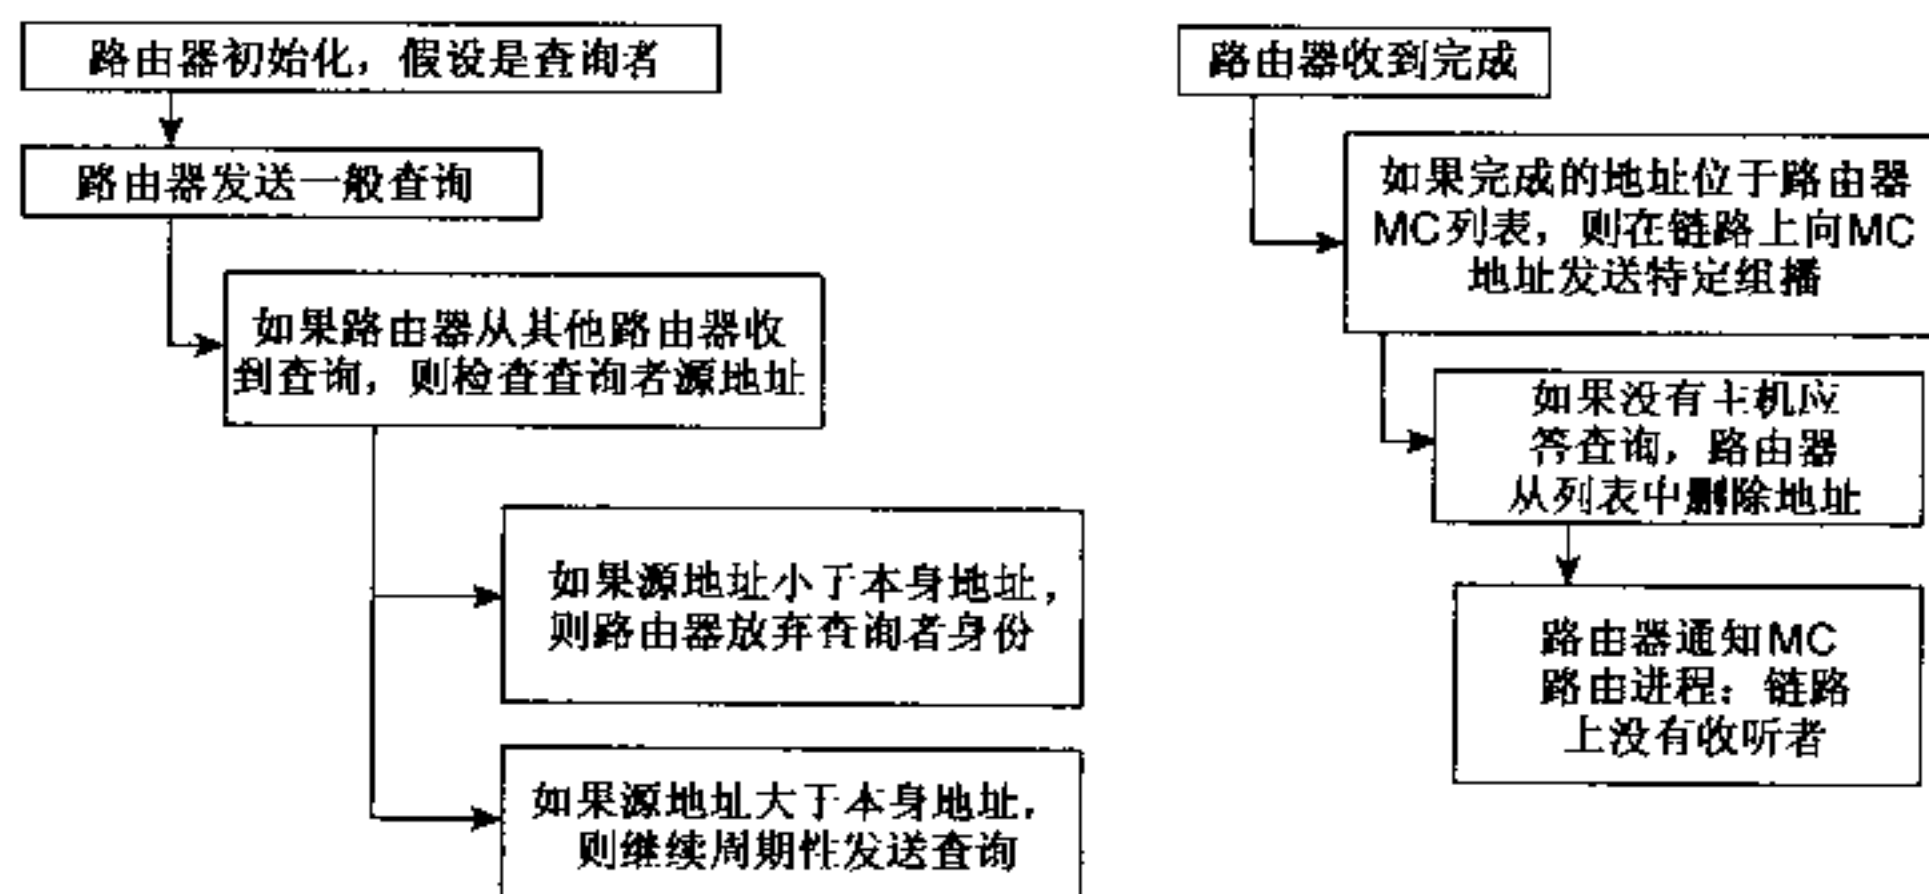 路由器初始化，假设是查询者
路由器发送一般查询
如果路由器从其他路由器收
到查询，则检查查询者源地址
如果源地址小于本身地址，
则路由器放弃查询者身份
如果源地址大于本身地址，
则继续周期性发送查询
路由器收到完成
如果完成的地址位于路由器
MC列表，则在链路上向MC
地址发送特定组播
如果没有主机应
答查询，路由器
从列表中删除地址
路由器通知MC
路由进程：链路
上没有收听者